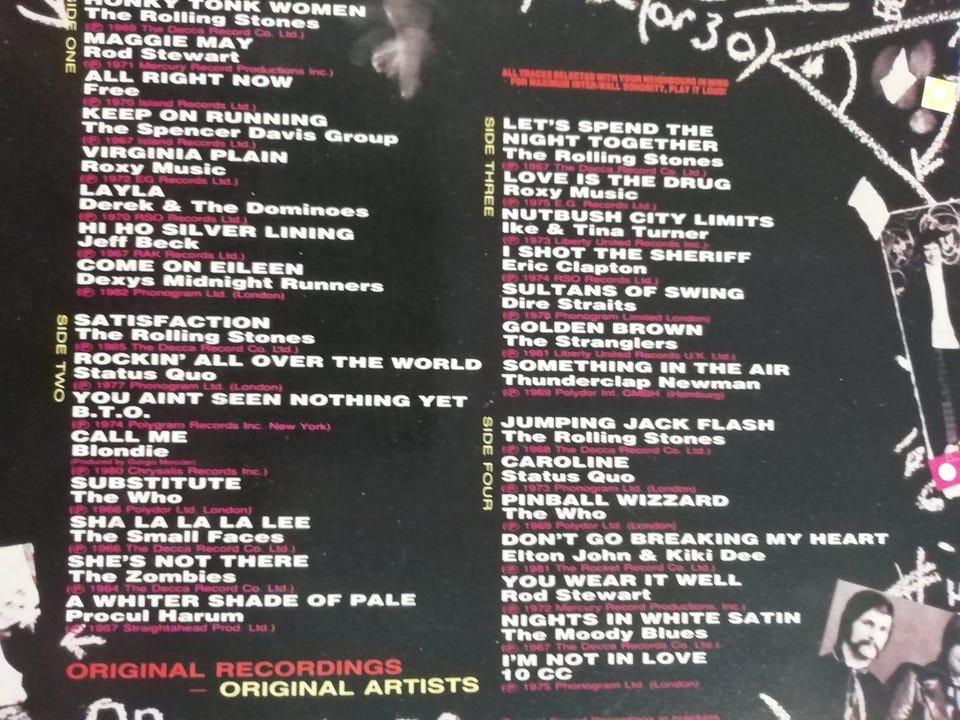 SIDE ONE
HONKY TONK WOMEN
The Rolling Stones
(℗ 1969 The Decca Record Co. Ltd.)
MAGGIE MAY
Rod Stewart
(℗ 1971 Mercury Record Productions Inc.)
ALL RIGHT NOW
Free
(℗ 1970 Island Records Ltd.)
KEEP ON RUNNING
The Spencer Davis Group
(℗ 1967 Island Records Ltd.)
VIRGINIA PLAIN
Roxy Music
(℗ 1972 EG Records Ltd.)
LAYLA
Derek & The Dominoes
(℗ 1970 RSO Records Ltd.)
HI HO SILVER LINING
Jeff Beck
(℗ 1967 RAK Records Ltd.)
COME ON EILEEN
Dexys Midnight Runners
(℗ 1982 Phonogram Ltd. (London)
SIDE TWO
SATISFACTION
The Rolling Stones
(℗ 1965 The Decca Record Co. Ltd.)
ROCKIN' ALL OVER THE WORLD
Status Quo
(℗ 1977 Phonogram Ltd. (London)
YOU AINT SEEN NOTHING YET
B.T.O.
(℗ 1974 Polygram Records Inc. New York)
CALL ME
Blondie
(Produced by Giorgio Moroder)
(℗ 1980 Chrysalis Records Inc.)
SUBSTITUTE
The Who
(℗ 1966 Polydor Ltd. London)
SHA LA LA LA LEE
The Small Faces
(℗ 1966 The Decca Record Co. Ltd.)
SHE'S NOT THERE
The Zombies
(℗ 1964 The Decca Record Co. Ltd.)
A WHITER SHADE OF PALE
Procul Harum
(℗ 1967 Straightahead Prod. Ltd.)
ORIGINAL RECORDINGS
– ORIGINAL ARTISTS
(or 30)
ALL TRACKS SELECTED WITH YOUR NEIGHBOURS IN MIND
– FOR MAXIMUM INTER-WALL SONORITY, PLAY IT LOUD!
SIDE THREE
LET'S SPEND THE
NIGHT TOGETHER
The Rolling Stones
(℗ 1967 The Decca Record Co. Ltd.)
LOVE IS THE DRUG
Roxy Music
(℗ 1975 E.G. Records Ltd.)
NUTBUSH CITY LIMITS
Ike & Tina Turner
(℗ 1973 Liberty United Records Inc.)
I SHOT THE SHERIFF
Eric Clapton
(℗ 1974 RSO Records Ltd.)
SULTANS OF SWING
Dire Straits
(℗ 1978 Phonogram Limited London)
GOLDEN BROWN
The Stranglers
(℗ 1981 Liberty United Records U.K. Ltd.)
SOMETHING IN THE AIR
Thunderclap Newman
(℗ 1969 Polydor Int. GMBH. (Hamburg)
SIDE FOUR
JUMPING JACK FLASH
The Rolling Stones
(℗ 1968 The Decca Record Co. Ltd.)
CAROLINE
Status Quo
(℗ 1973 Phonogram Ltd. (London)
PINBALL WIZZARD
The Who
(℗ 1969 Polydor Ltd. (London)
DON'T GO BREAKING MY HEART
Elton John & Kiki Dee
(℗ 1981 The Rocket Record Co. Ltd.)
YOU WEAR IT WELL
Rod Stewart
(℗ 1972 Mercury Record Productions, Inc.)
NIGHTS IN WHITE SATIN
The Moody Blues
(℗ 1967 The Decca Record Co. Ltd.)
I'M NOT IN LOVE
10 CC
(℗ 1975 Phonogram Ltd. (London)